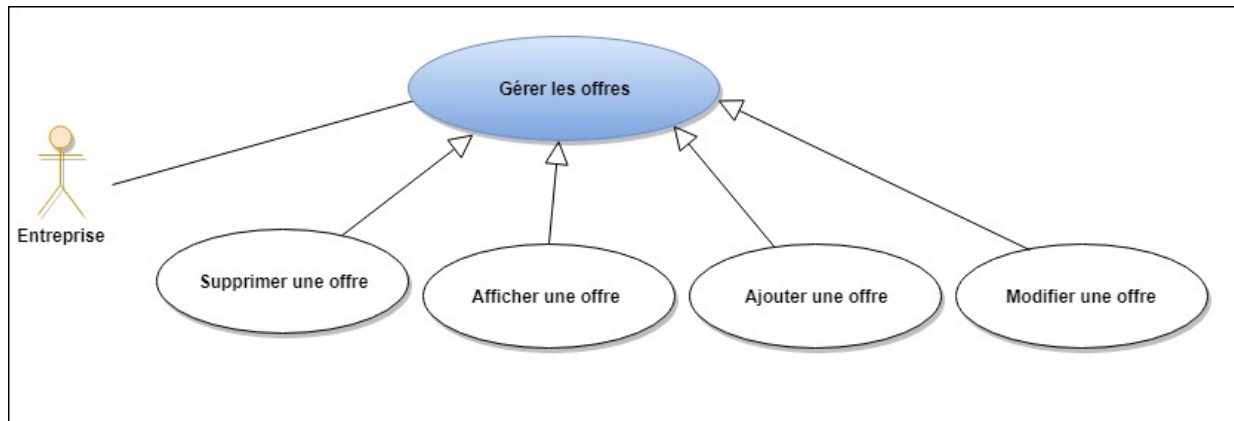 Gérer les offres
Entreprise
Supprimer une offre
Afficher une offre
Ajouter une offre
Modifier une offre